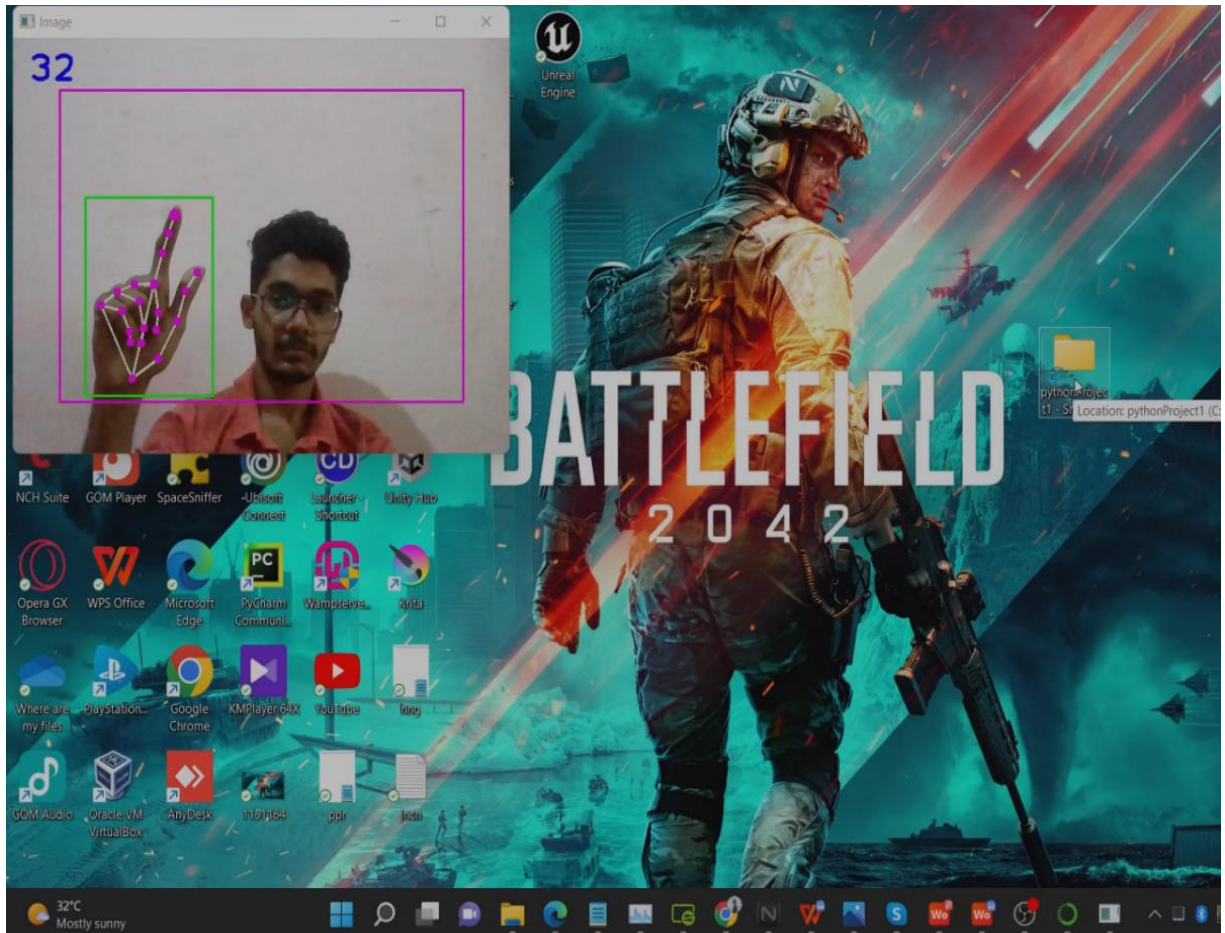 Image
32
Unreal
Engine
BATTLEFIELD
2042
pythonProjec
t1 - S
Location: pythonProject1 (C:
NCH Suite
GOM Player
SpaceSniffer
Ubisoft
Connect
Launcher -
Shortcut
Unity Hub
CD
PC
Opera GX
Browser
WPS Office
Microsoft
Edge
PyCharm
Communi...
Wampserve...
Krita
Where are
my files
PlayStation...
Google
Chrome
KMPlayer 64X
YouTube
GOM Audio
Oracle VM
VirtualBox
AnyDesk
ppr
32°C
Mostly sunny